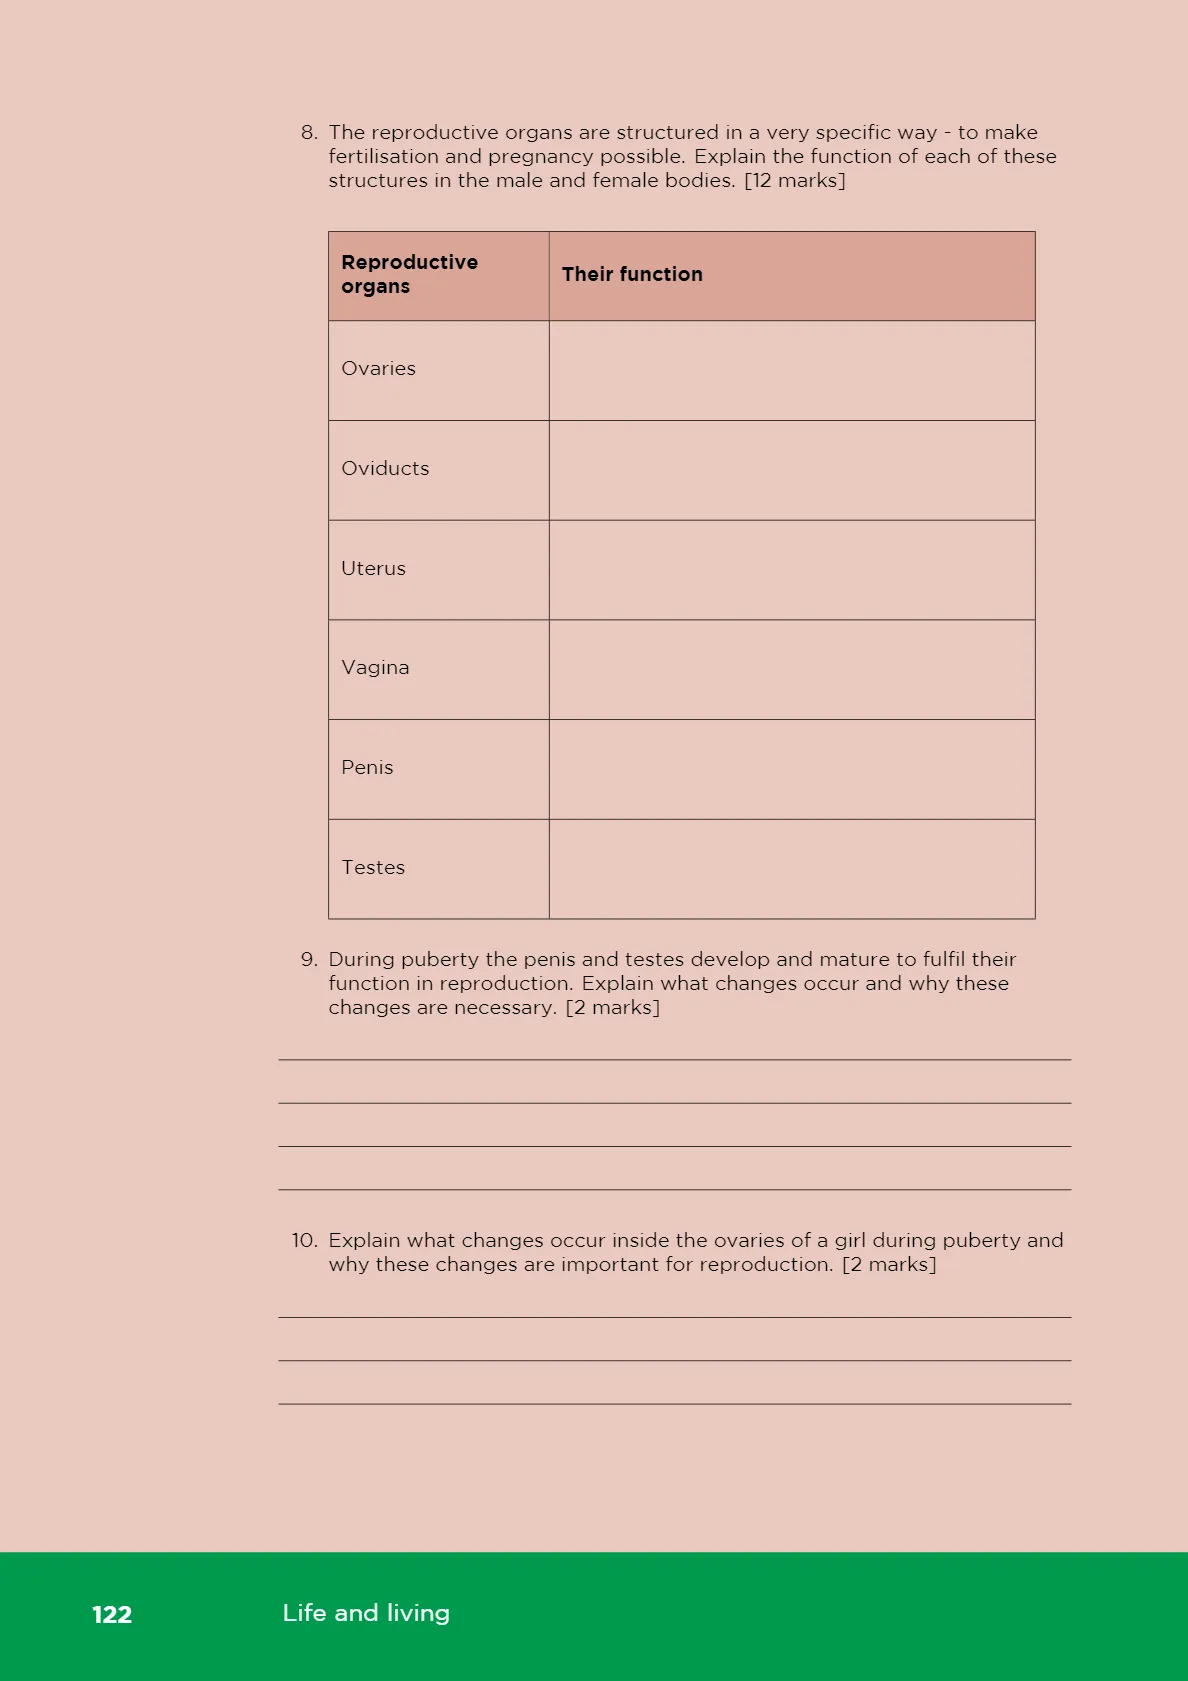 8. The reproductive organs are structured in a very specific way - to make
fertilisation and pregnancy possible. Explain the function of each of these
structures in the male and female bodies. [12 marks]
Reproductive
organs
Their function
Ovaries
Oviducts
Uterus
Vagina
Penis
Testes
9. During puberty the penis and testes develop and mature to fulfil their
function in reproduction. Explain what changes occur and why these
changes are necessary. [2 marks]
10. Explain what changes occur inside the ovaries of a girl during puberty and
why these changes are important for reproduction. [2 marks]
122 Life and living